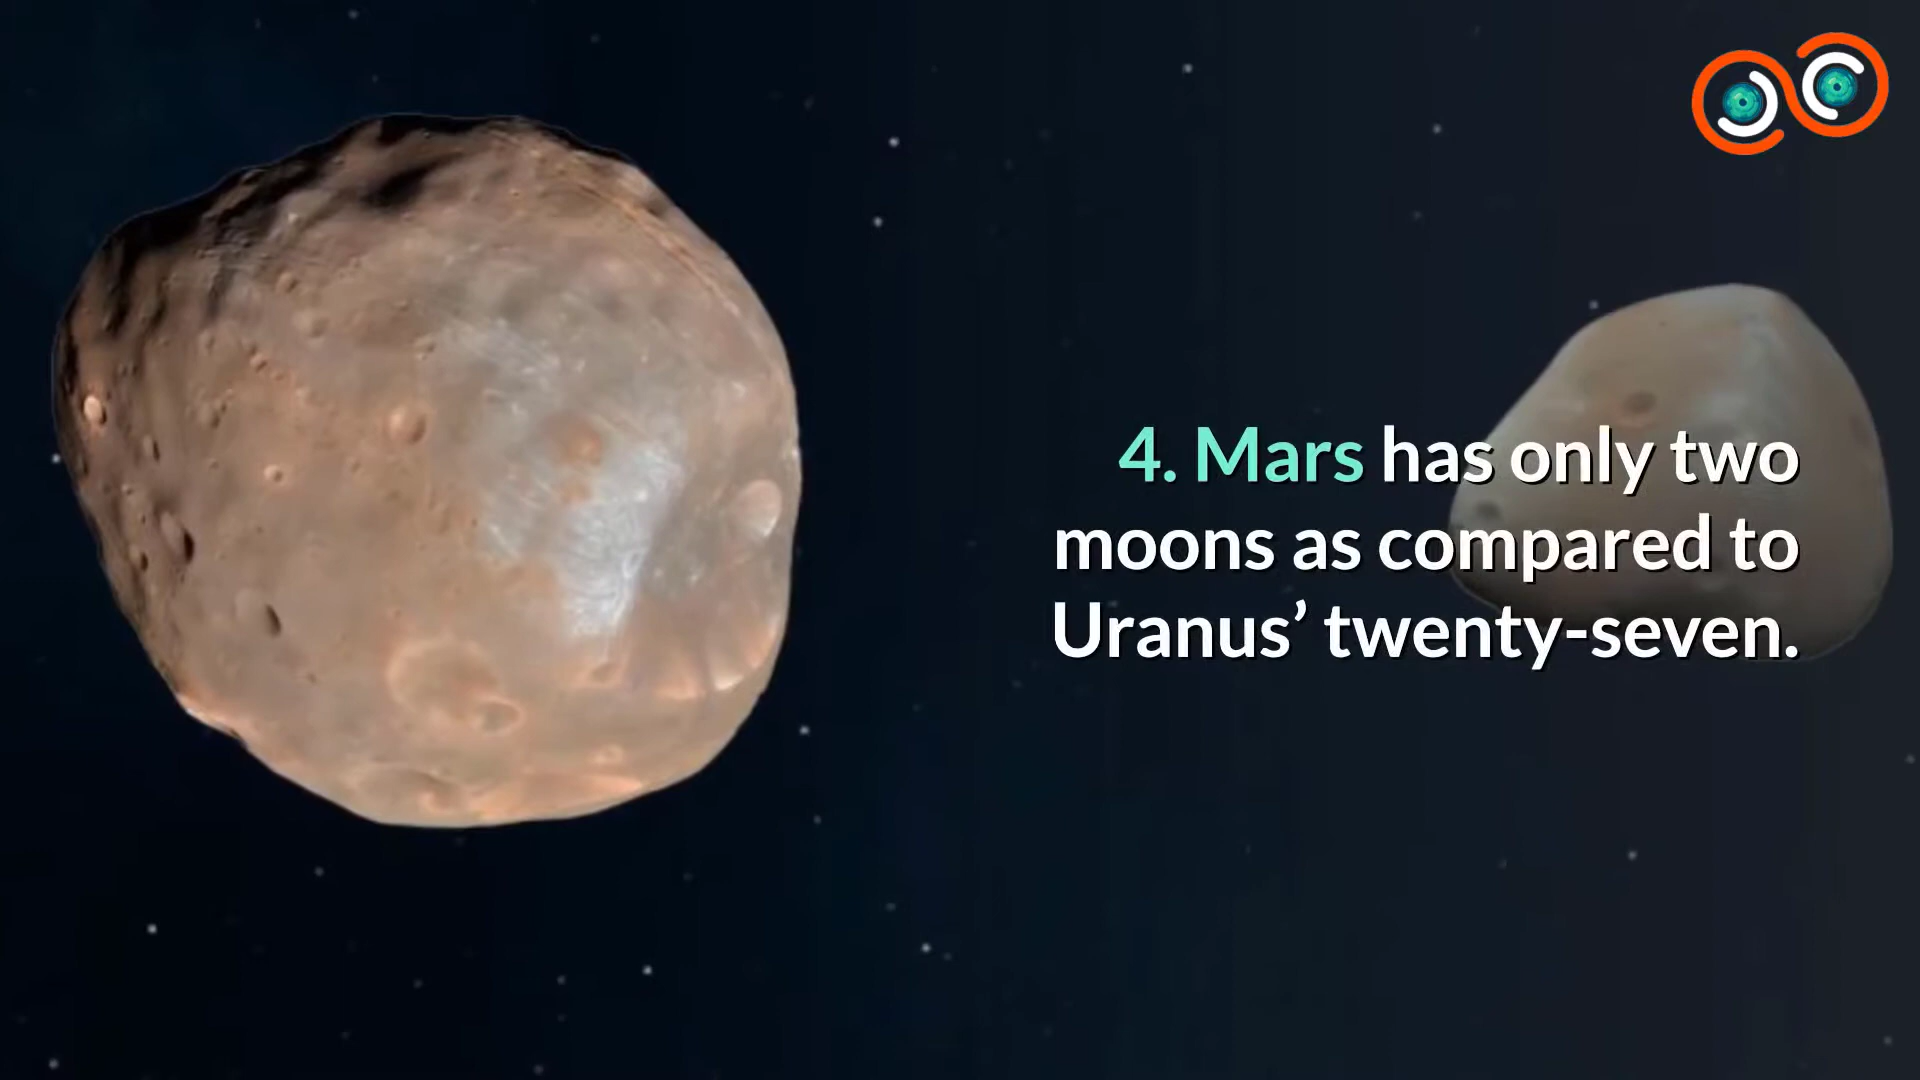 4. Mars has only two
moons as compared to
Uranus’ twenty-seven.